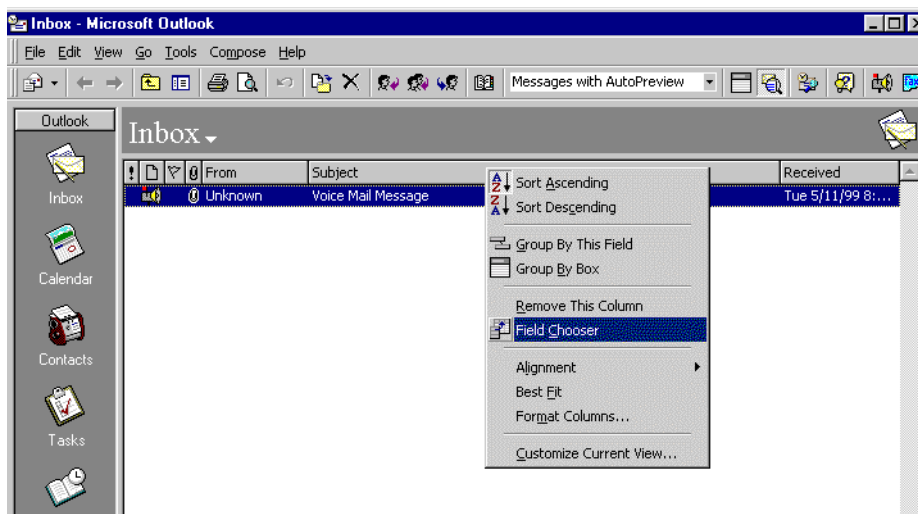 Inbox - Microsoft Outlook
File Edit View Go Tools Compose Help
Messages with AutoPreview
Fax
Outlook
Inbox
! From Subject Received
Unknown Voice Mail Message Tue 5/11/99 8:...
Sort Ascending
Sort Descending
Group By This Field
Group By Box
Remove This Column
Field Chooser
Alignment
Best Fit
Format Columns...
Customize Current View...
Inbox
Calendar
Contacts
Tasks